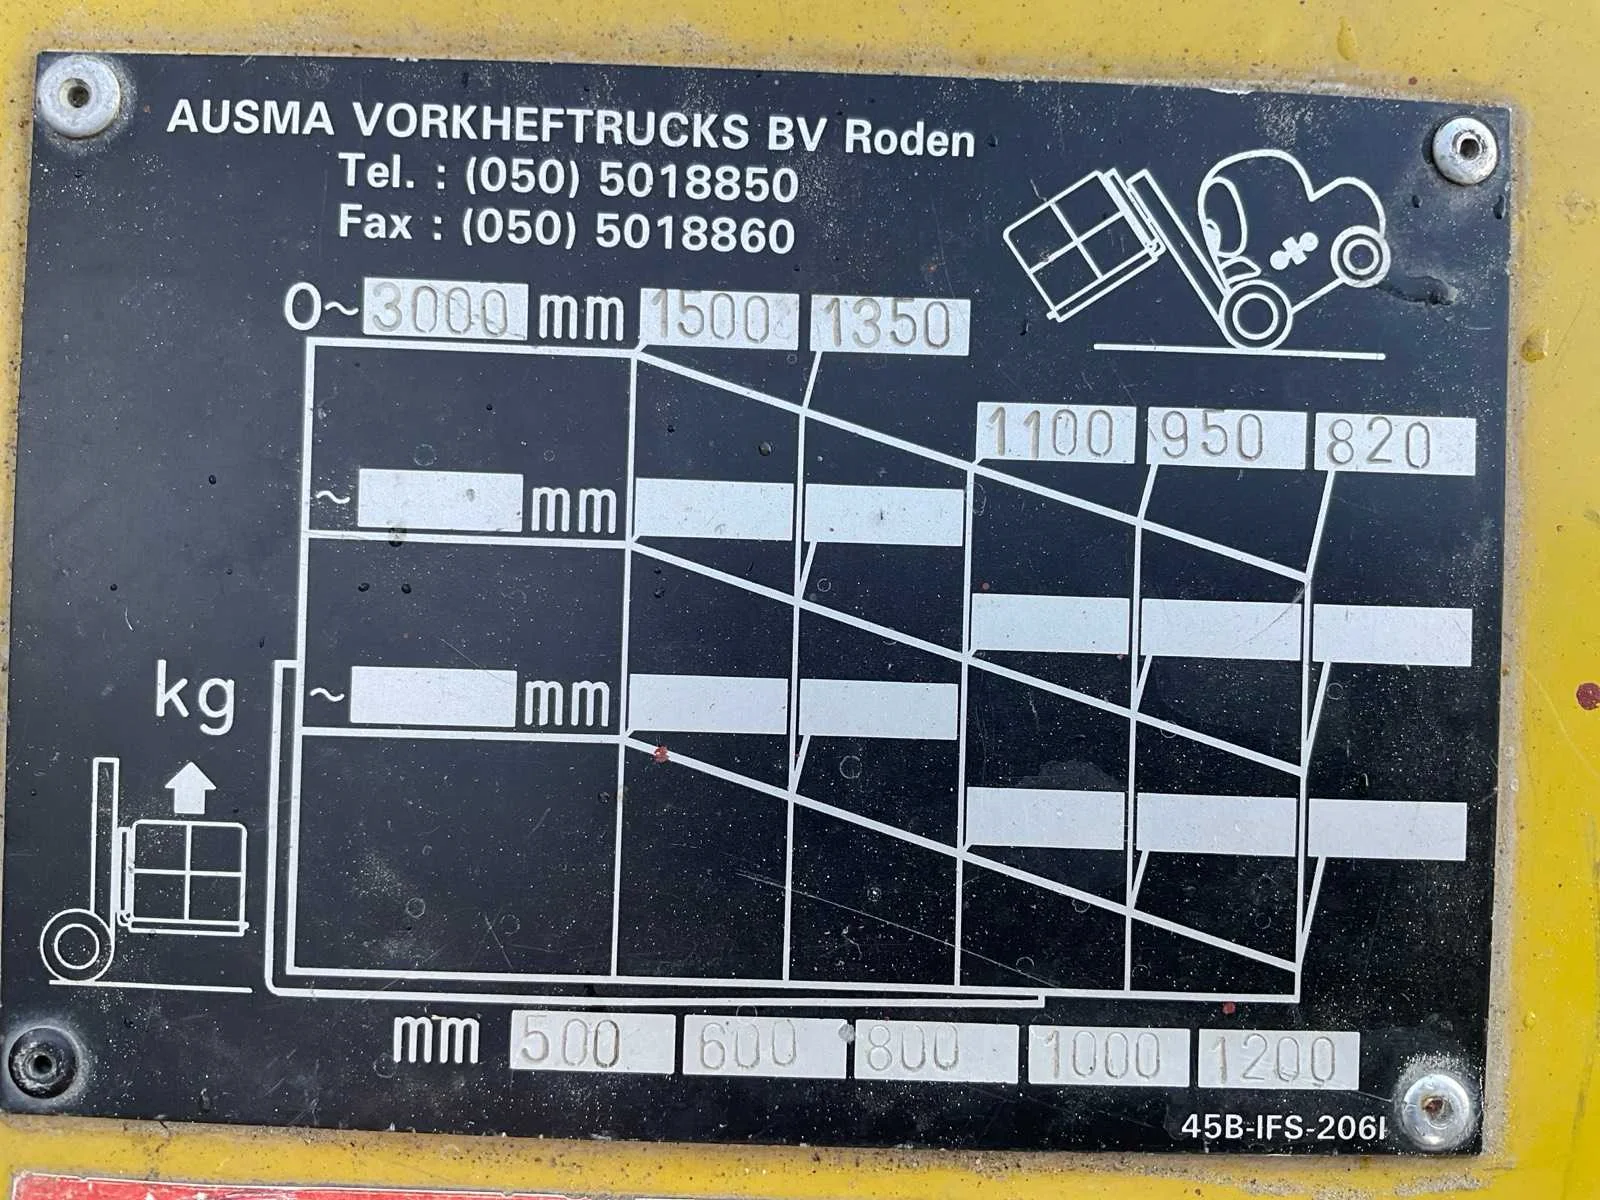 AUSMA VORKHEFTRUCKS BV Roden
Tel. : (050) 5018850
Fax : (050) 5018860
0~ 3000 mm 1500 1350
1100 950 820
~ mm
kg ~ mm
mm 500 600 800 1000 1200
45B-IFS-206I